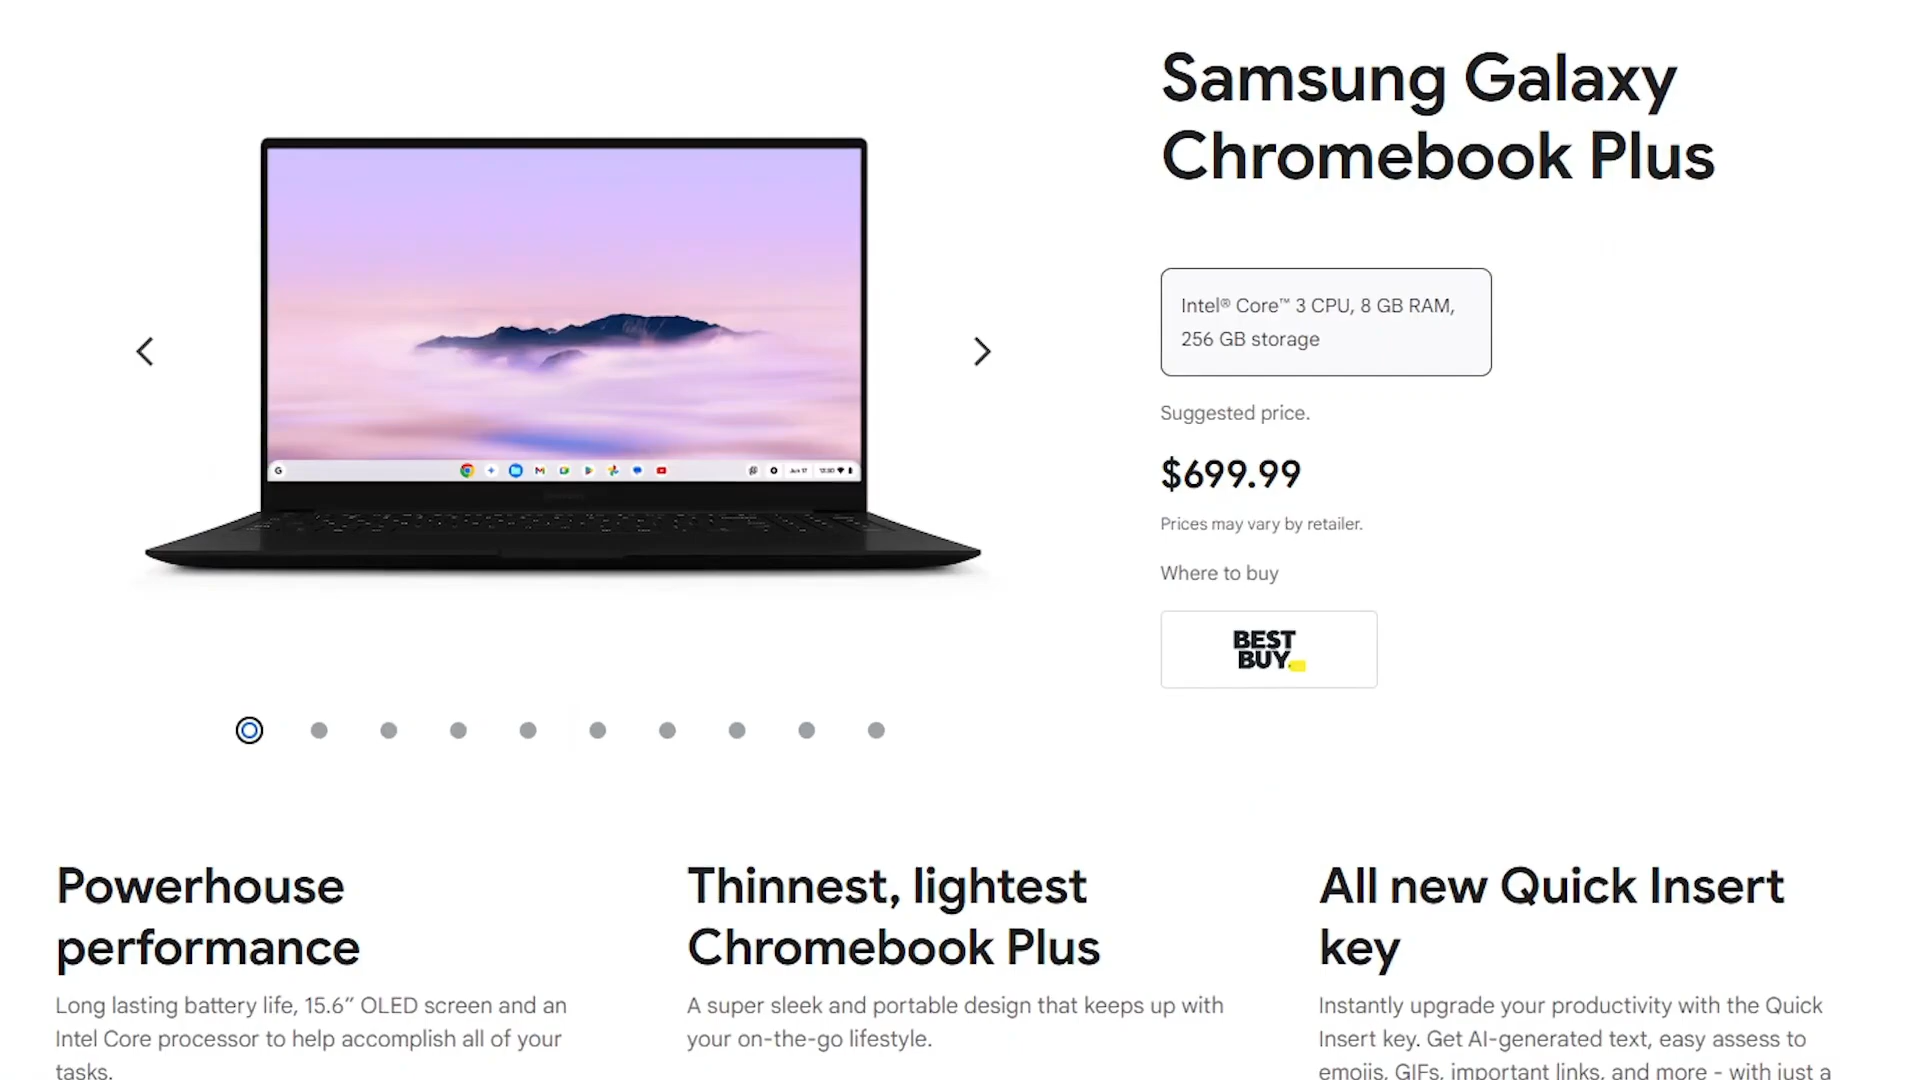 Samsung Galaxy
Chromebook Plus
Intel® Core™ 3 CPU, 8 GB RAM,
256 GB storage
Suggested price.
$699.99
Prices may vary by retailer.
Where to buy
BEST
BUY
G
Jun 17
12:30
Powerhouse
performance
Long lasting battery life, 15.6” OLED screen and an
Intel Core processor to help accomplish all of your
tasks.
Thinnest, lightest
Chromebook Plus
A super sleek and portable design that keeps up with
your on-the-go lifestyle.
All new Quick Insert
key
Instantly upgrade your productivity with the Quick
Insert key. Get AI-generated text, easy assess to
emojis, GIFs, important links, and more - with just a